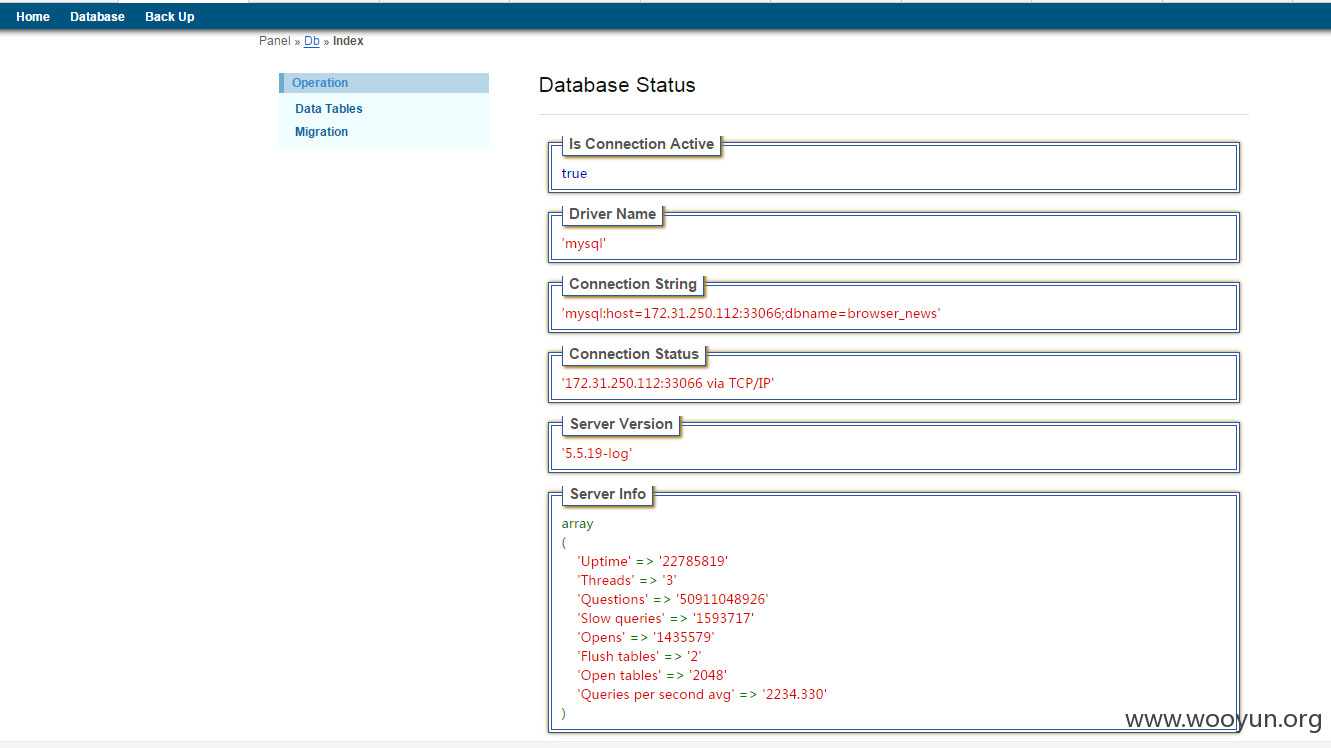 Home Database Back Up
Panel » Db » Index
Operation
Data Tables
Migration
Database Status
Is Connection Active
true
Driver Name
'mysql'
Connection String
'mysql:host=172.31.250.112:33066;dbname=browser_news'
Connection Status
'172.31.250.112:33066 via TCP/IP'
Server Version
'5.5.19-log'
Server Info
array
(
'Uptime' => '22785819'
'Threads' => '3'
'Questions' => '50911048926'
'Slow queries' => '1593717'
'Opens' => '1435579'
'Flush tables' => '2'
'Open tables' => '2048'
'Queries per second avg' => '2234.330'
)
www.wooyun.org